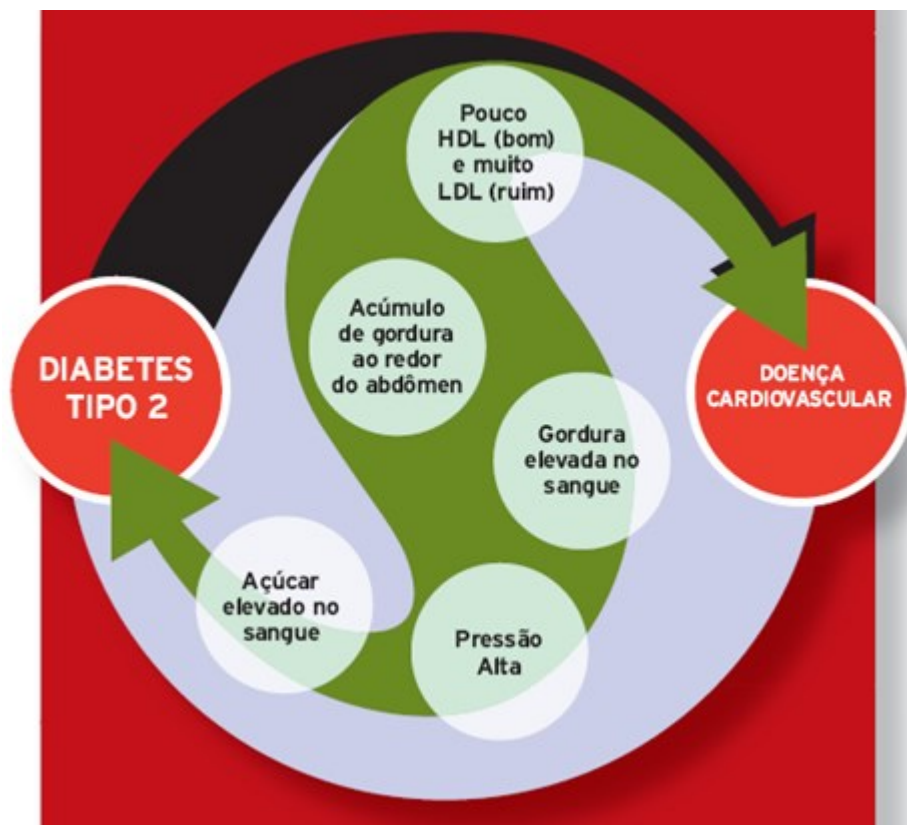 Pouco
HDL (bom)
e muito
LDL (ruim)
Acúmulo
de gordura
ao redor
do abdômen
DIABETES
TIPO 2
DOENÇA
CARDIOVASCULAR
Gordura
elevada no
sangue
Açúcar
elevado no
sangue
Pressão
Alta